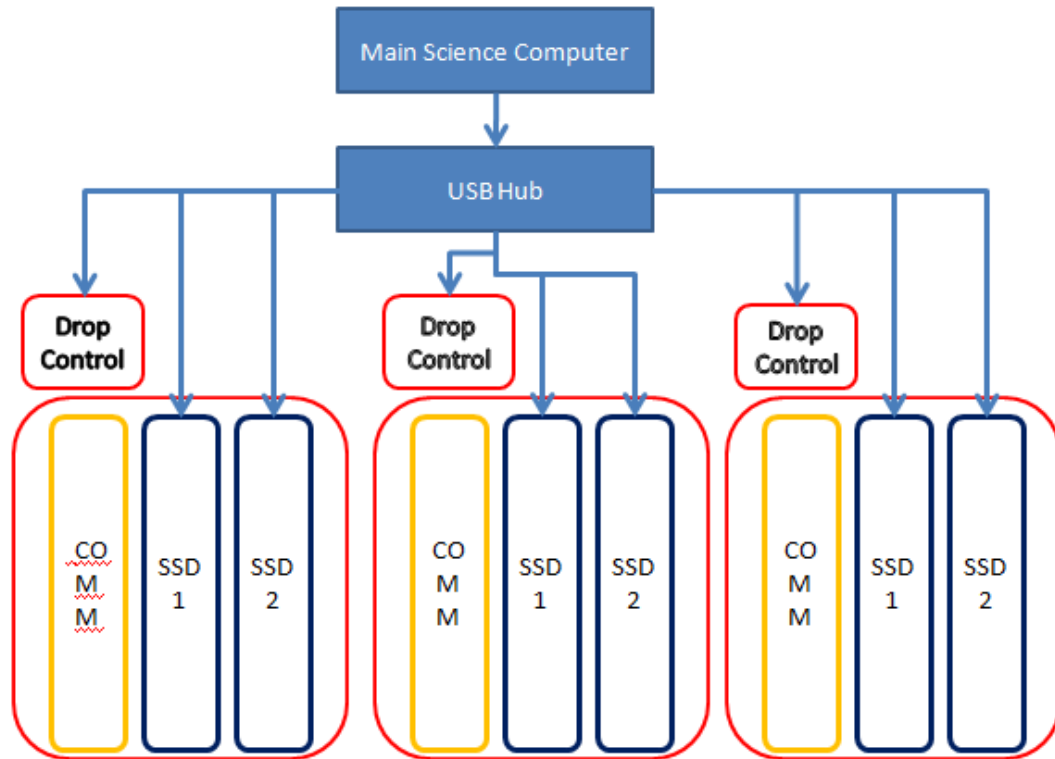 Main Science Computer
USB Hub
Drop
Control
Drop
Control
Drop
Control
CO
M
M
SSD
1
SSD
2
CO
M
M
SSD
1
SSD
2
CO
M
M
SSD
1
SSD
2